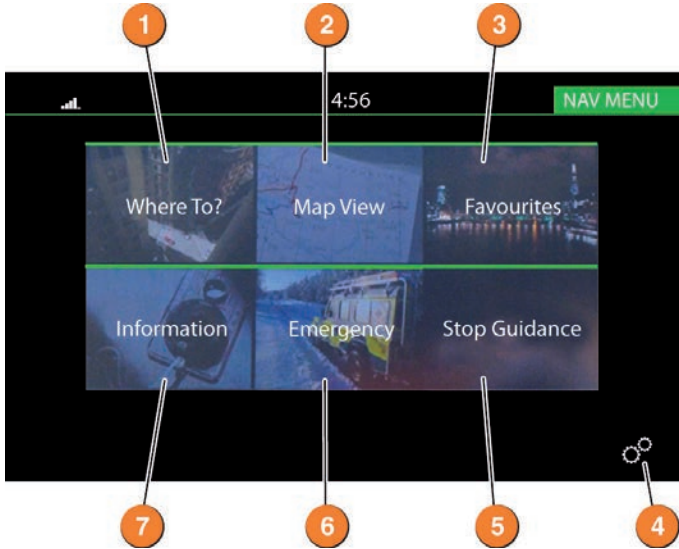 1 2 3
4:56 NAV MENU
Where To? Map View Favourites
Information Emergency Stop Guidance
7 6 5 4